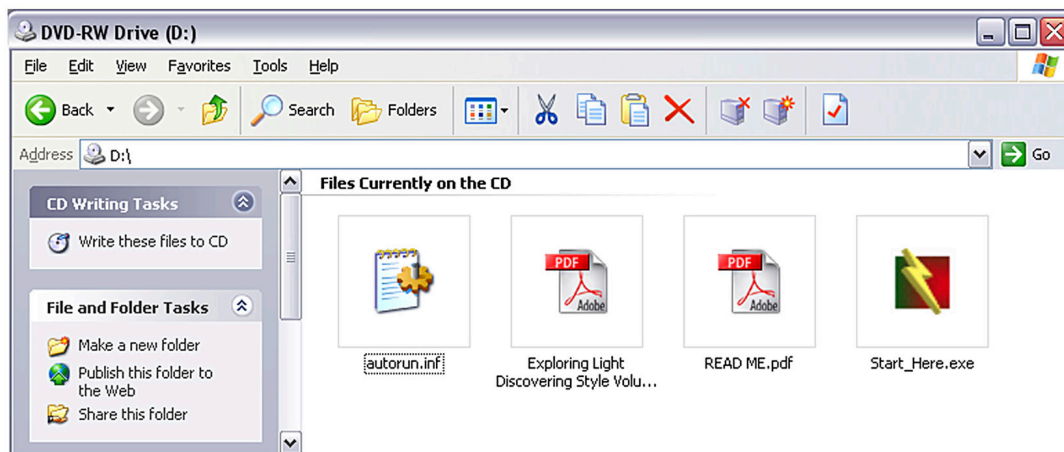 DVD-RW Drive (D:)
File Edit View Favorites Tools Help
Back Search Folders
Address D:\ Go
CD Writing Tasks
Write these files to CD
File and Folder Tasks
Make a new folder
Publish this folder to
the Web
Share this folder
Files Currently on the CD
PDF
Adobe
PDF
Adobe
autorun.inf
Exploring Light
Discovering Style Volu...
READ ME.pdf
Start_Here.exe